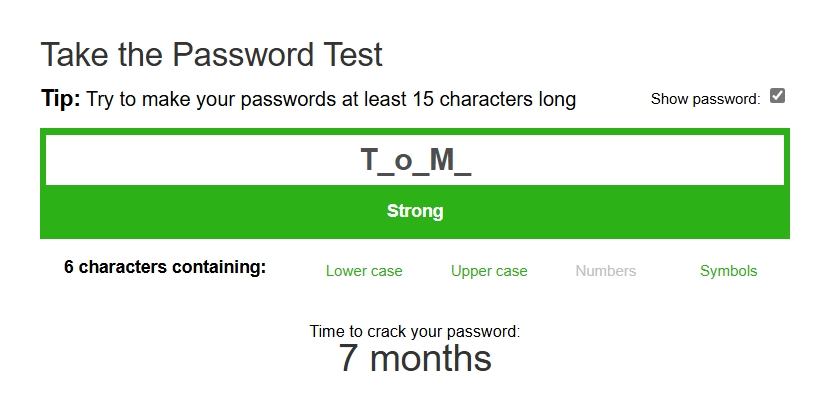 Take the Password Test
Tip: Try to make your passwords at least 15 characters long
Show password:
T_o_M_
Strong
6 characters containing:
Lower case
Upper case
Numbers
Symbols
Time to crack your password:
7 months